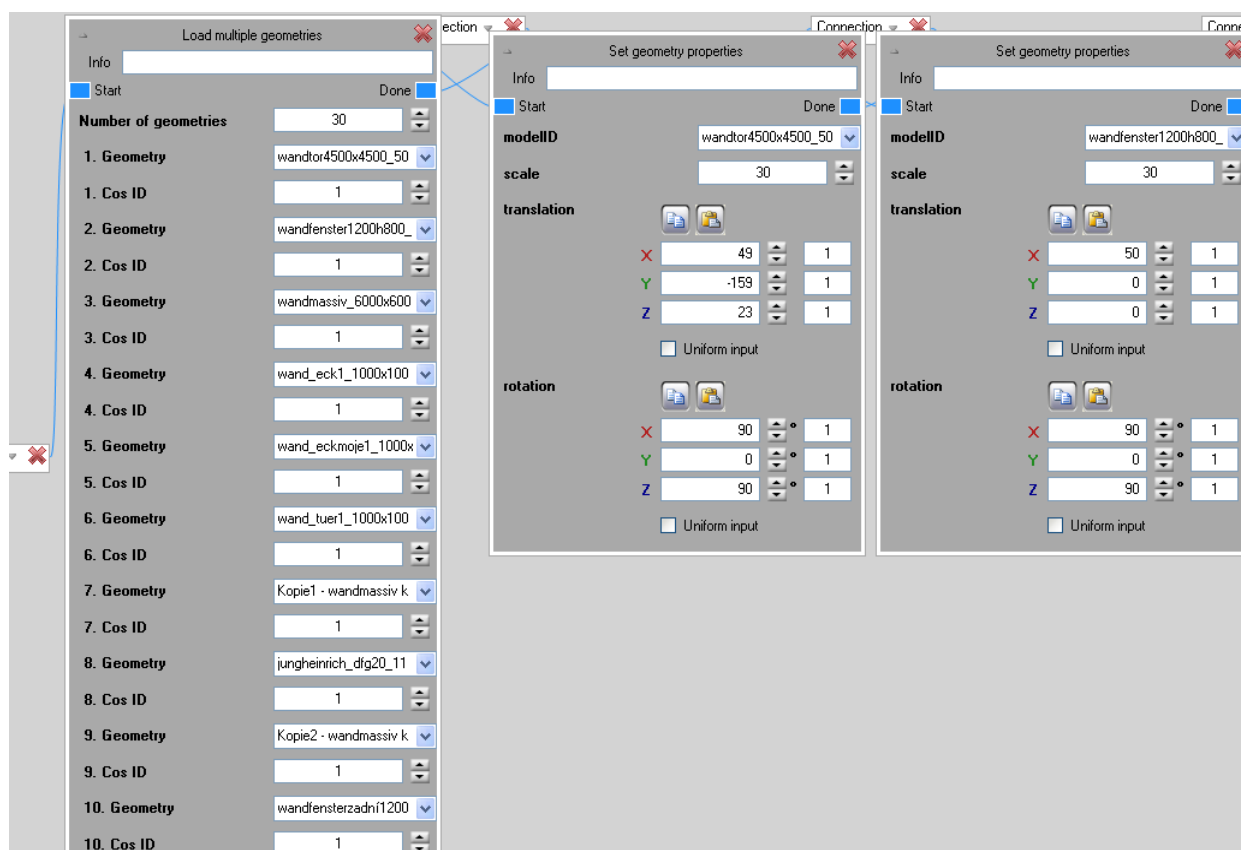 ection
Connection
Conne
Load multiple geometries
Info
Start Done
Number of geometries 30
1. Geometry wandtor4500x4500_50
1. Cos ID 1
2. Geometry wandfenster1200h800_
2. Cos ID 1
3. Geometry wandmassiv_6000x600
3. Cos ID 1
4. Geometry wand_eck1_1000x100
4. Cos ID 1
5. Geometry wand_eckmoje1_1000x
5. Cos ID 1
6. Geometry wand_tuer1_1000x100
6. Cos ID 1
7. Geometry Kopie1 - wandmassiv k
7. Cos ID 1
8. Geometry jungheinrich_dfg20_11
8. Cos ID 1
9. Geometry Kopie2 - wandmassiv k
9. Cos ID 1
10. Geometry wandfensterzadní1200
10. Cos ID 1
Set geometry properties
Info
Start Done
modelID wandtor4500x4500_50
scale 30
translation
X 49 1
Y -159 1
Z 23 1
Uniform input
rotation
X 90 ° 1
Y 0 ° 1
Z 90 ° 1
Uniform input
Set geometry properties
Info
Start Done
modelID wandfenster1200h800_
scale 30
translation
X 50 1
Y 0 1
Z 0 1
Uniform input
rotation
X 90 ° 1
Y 0 ° 1
Z 90 ° 1
Uniform input